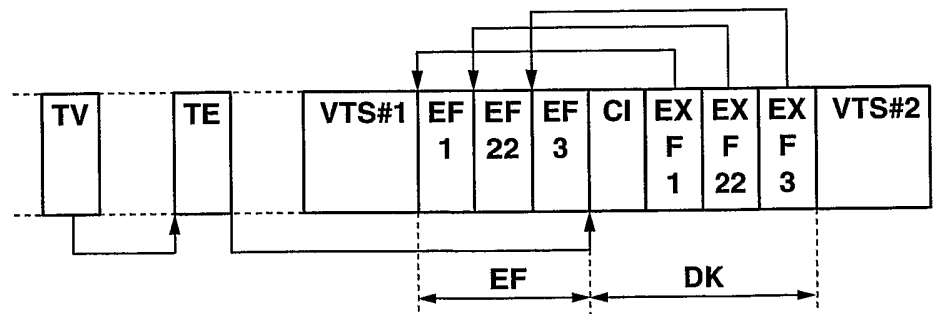 TV
TE
VTS#1
EF
1
EF
22
EF
3
CI
EX
F
1
EX
F
22
EX
F
3
VTS#2
EF
DK